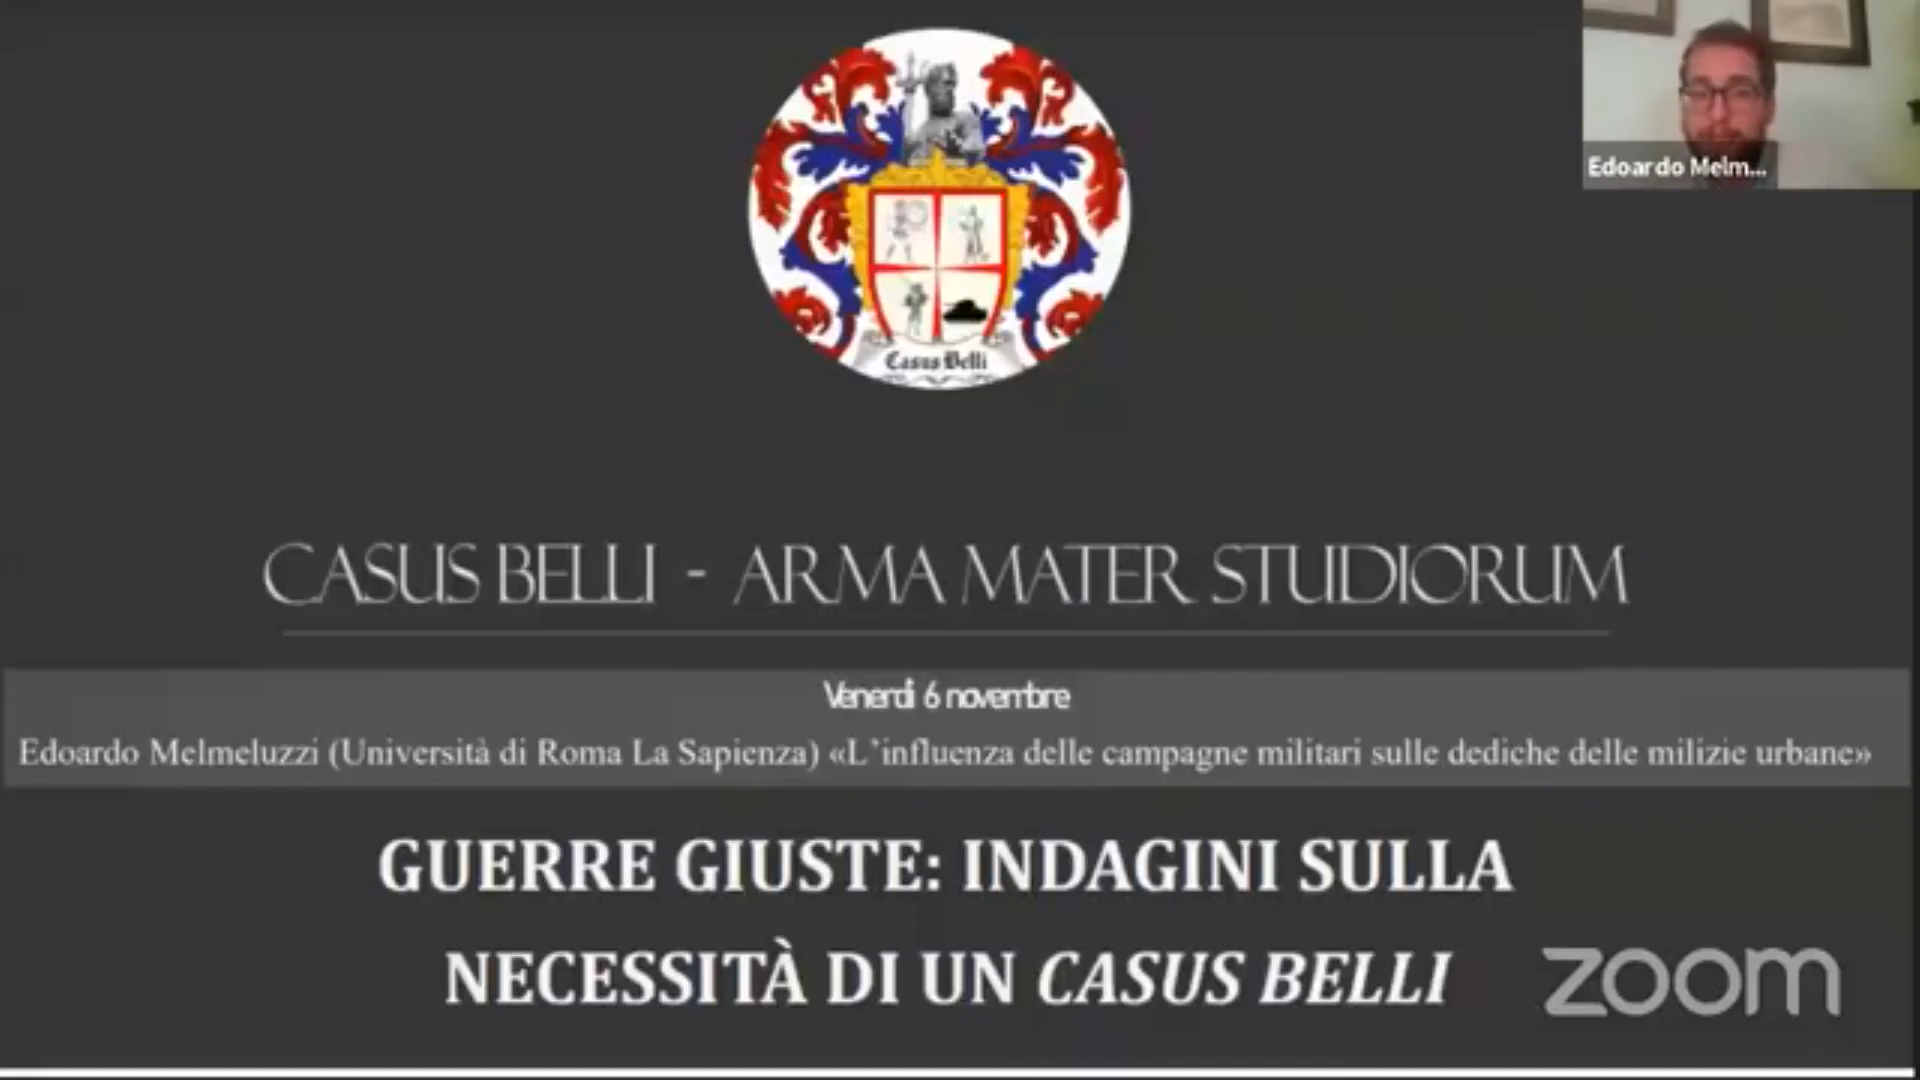 Edoardo Melm...
Casus Belli
CASUS BELLI - ARMA MATER STUDIORUM
Venerdì 6 novembre
Edoardo Melmeluzzi (Università di Roma La Sapienza) «L'influenza delle campagne militari sulle dediche delle milizie urbane»
GUERRE GIUSTE: INDAGINI SULLA
NECESSITÀ DI UN CASUS BELLI
zoom